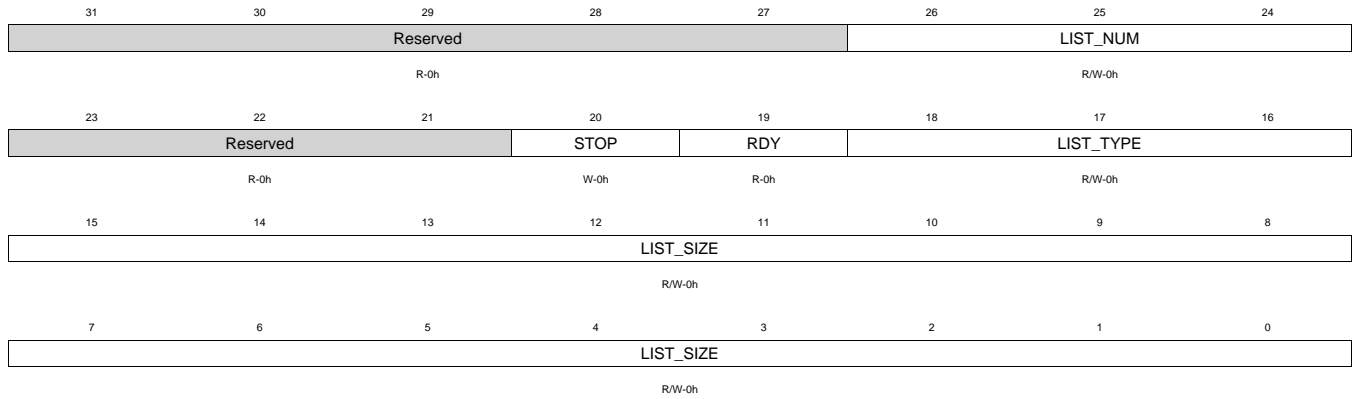 31 30 29 28 27 26 25 24
Reserved LIST_NUM
R-0h R/W-0h
23 22 21 20 19 18 17 16
Reserved STOP RDY LIST_TYPE
R-0h W-0h R-0h R/W-0h
15 14 13 12 11 10 9 8
LIST_SIZE
R/W-0h
7 6 5 4 3 2 1 0
LIST_SIZE
R/W-0h